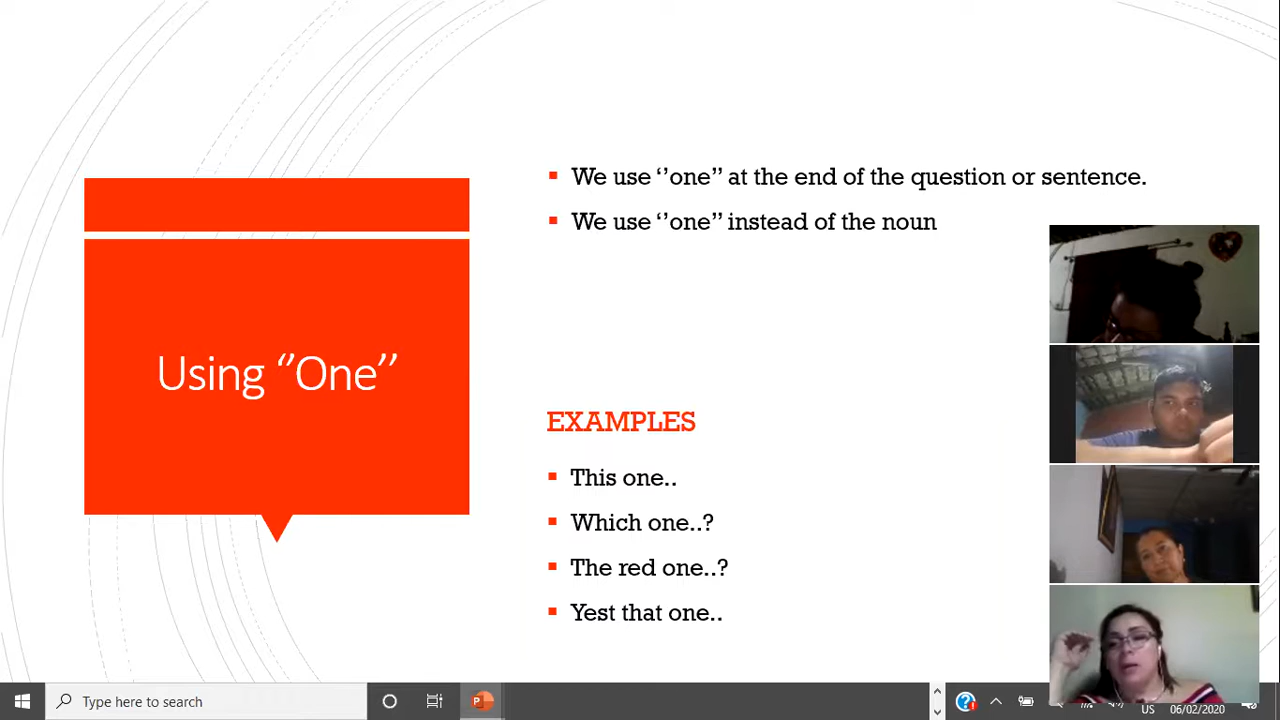 We use ‘’one’’ at the end of the question or sentence.
We use ‘’one’’ instead of the noun
Using ‘’One’’
EXAMPLES
This one..
Which one..?
The red one..?
Yest that one..
Type here to search
US
06/02/2020